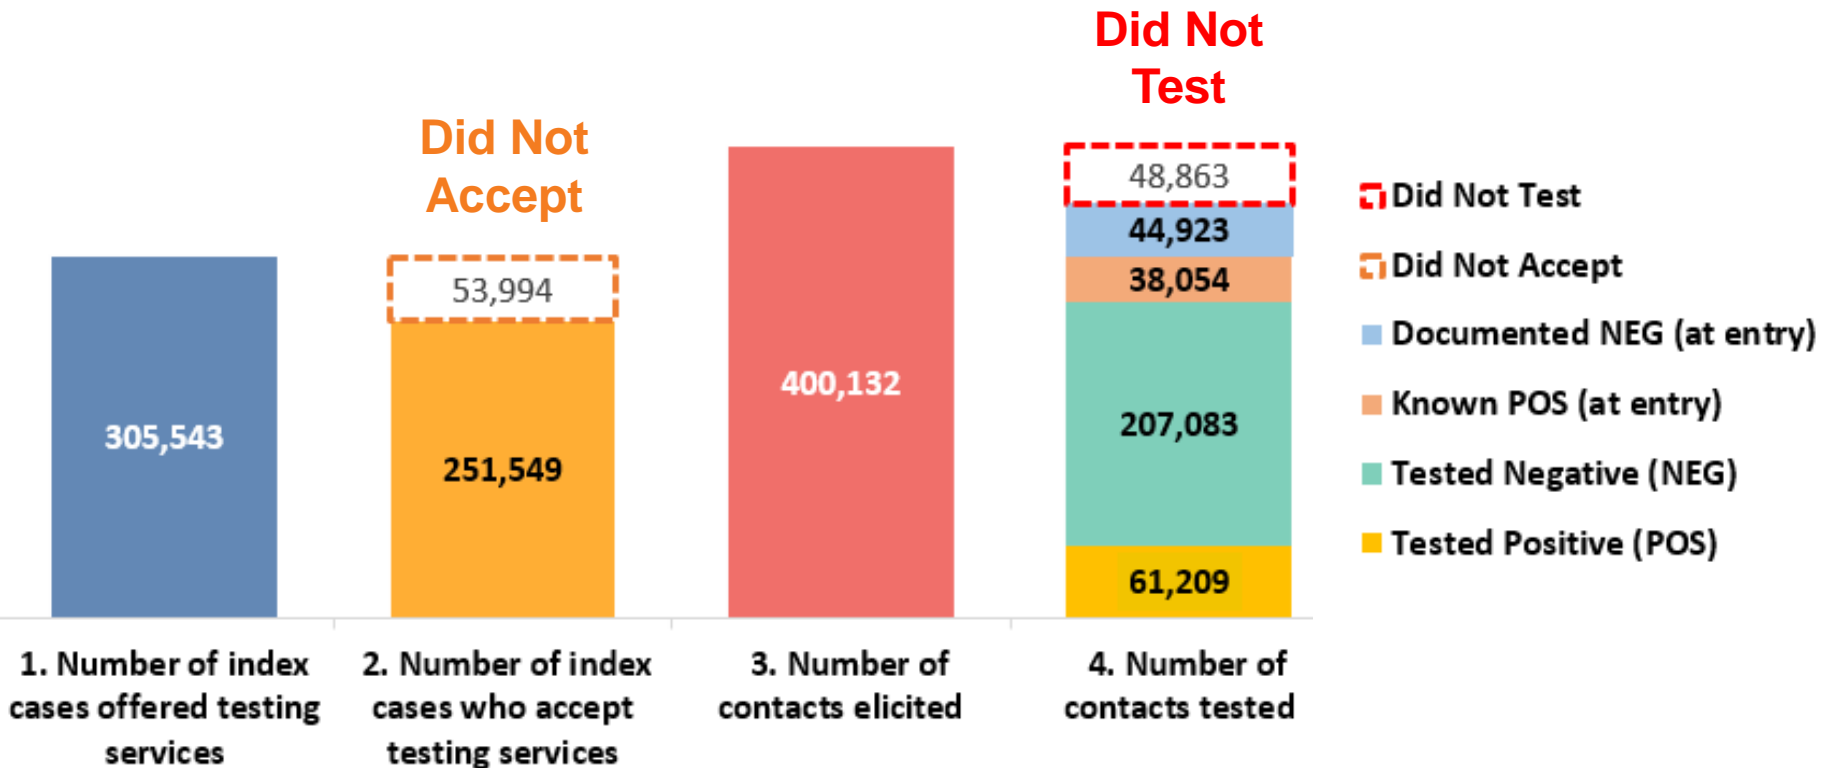 Did Not
Test
Did Not
Accept
48,863
44,923
38,054
207,083
61,209
53,994
251,549
305,543
400,132
Did Not Test
Did Not Accept
Documented NEG (at entry)
Known POS (at entry)
Tested Negative (NEG)
Tested Positive (POS)
1. Number of index
cases offered testing
services
2. Number of index
cases who accept
testing services
3. Number of
contacts elicited
4. Number of
contacts tested